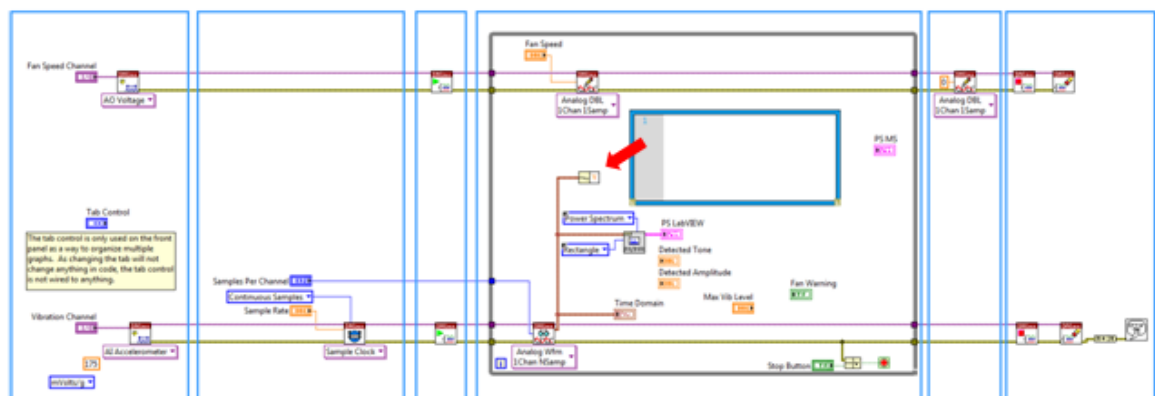 Fan Speed
Fan Speed Channel
AO Voltage
Analog DBL
1Chan 1Samp
Analog DBL
1Chan 1Samp
1
PS MS
Tab Control
The tab control is only used on the front
panel as a way to organize multiple
graphs. As changing the tab will not
change anything in code, the tab control
is not wired to anything.
Power Spectrum
PS LabVIEW
Rectangle
Detected Tone
Detected Amplitude
Samples Per Channel
Continuous Samples
Sample Rate
Fan Warning
Max Vib Level
Time Domain
Vibration Channel
AI Accelerometer
Sample Clock
Analog Wfm
1Chan NSamp
175
mVolts/g
i
Stop Button